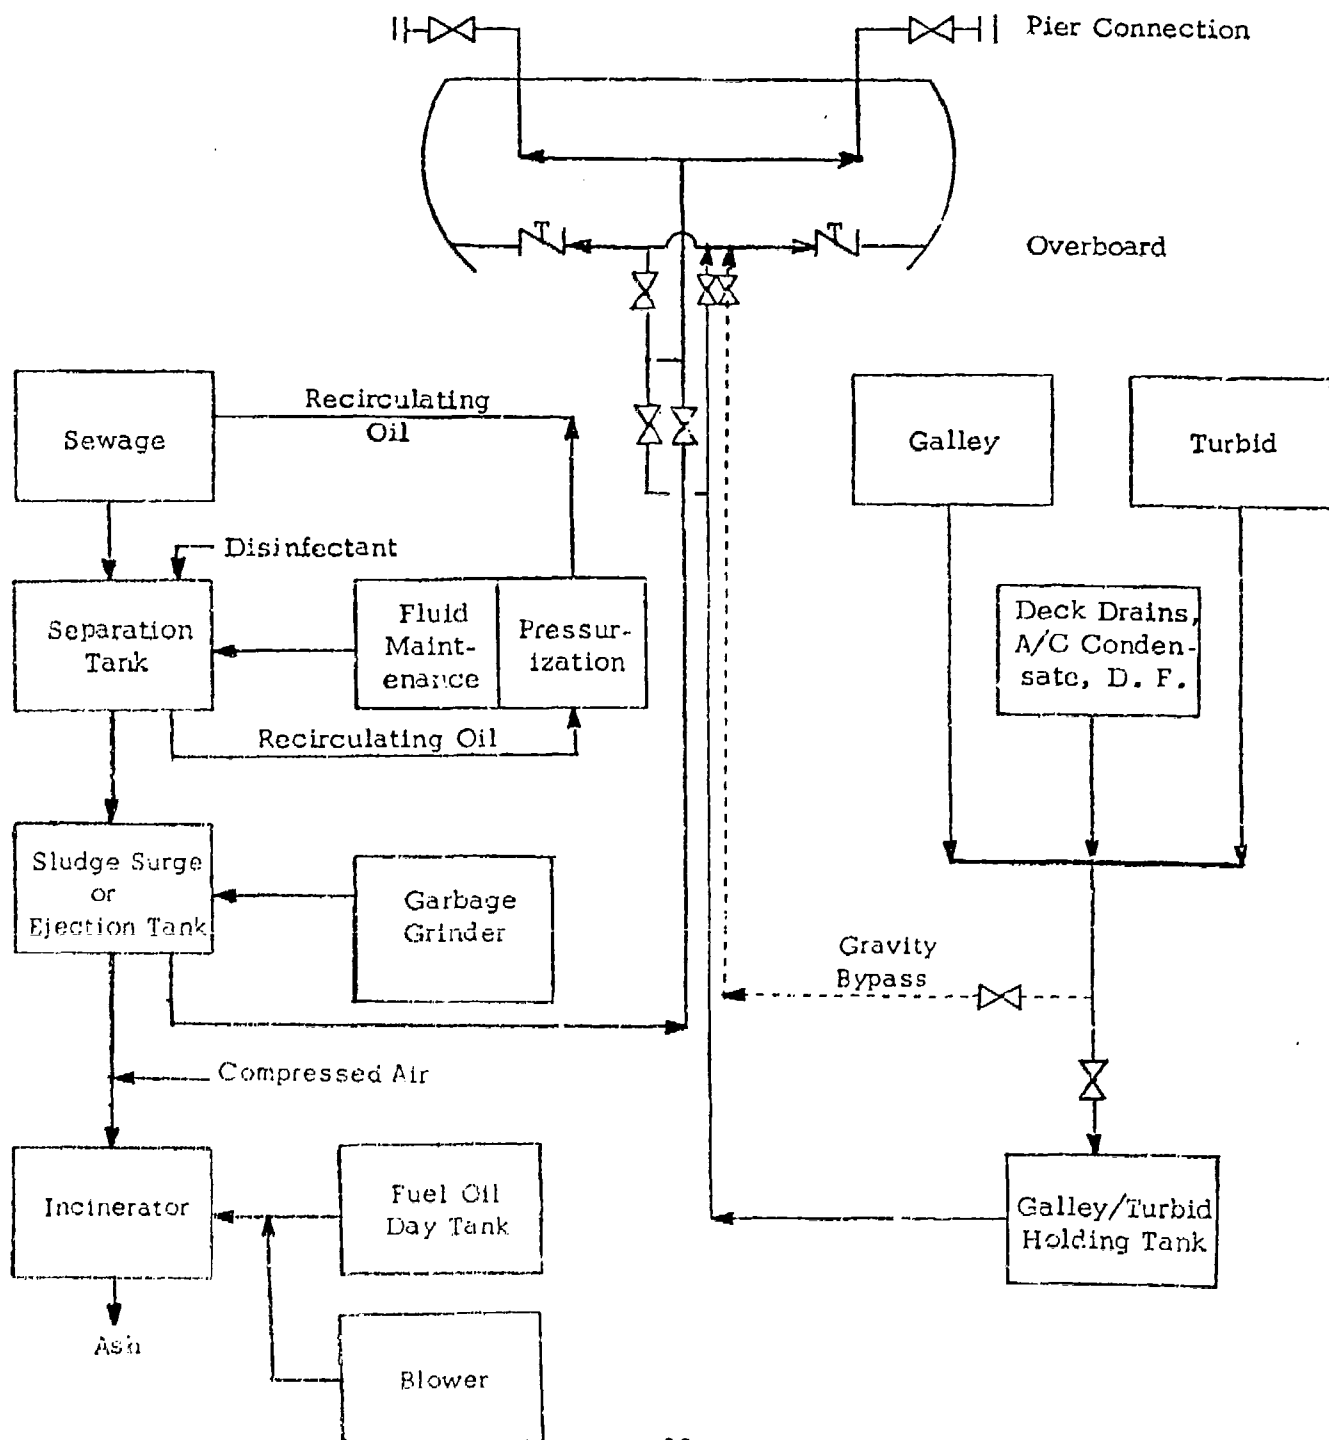 Pier Connection
T
T
Overboard
Recirculating
Oil
Sewage
Galley
Turbid
Disinfectant
Separation
Tank
Fluid
Maint-
enance
Pressur-
ization
Deck Drains,
A/C Conden-
sate, D. F.
Recirculating Oil
Sludge Surge
or
Ejection Tank
Garbage
Grinder
Gravity
Bypass
Compressed Air
Incinerator
Fuel Oil
Day Tank
Galley/Turbid
Holding Tank
Ash
Blower